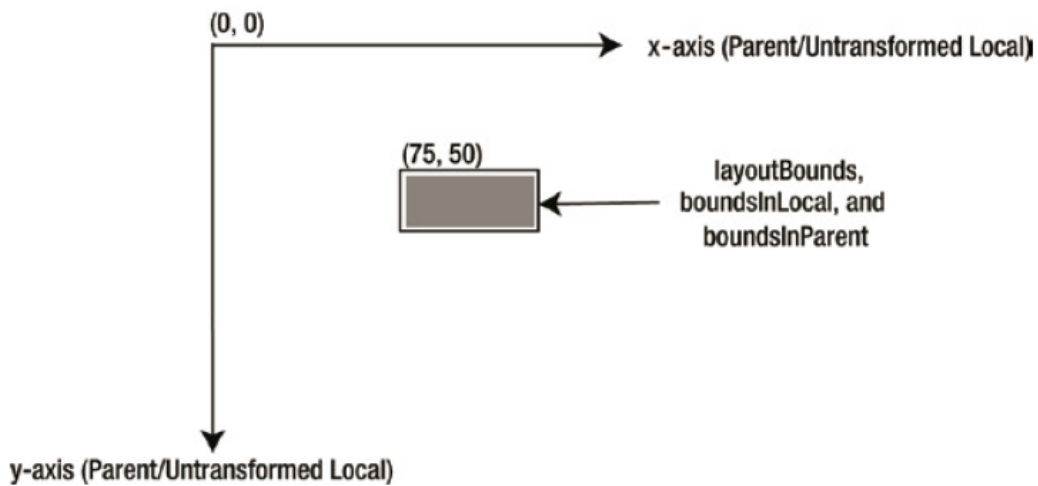 (0, 0)
x-axis (Parent/Untransformed Local)
(75, 50)
layoutBounds,
boundsInLocal, and
boundsInParent
y-axis (Parent/Untransformed Local)